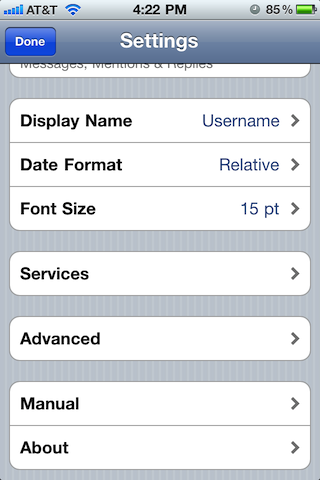 AT&T 4:22 PM 85%
Done Settings
Messages, Mentions & Replies
Display Name Username
Date Format Relative
Font Size 15 pt
Services
Advanced
Manual
About